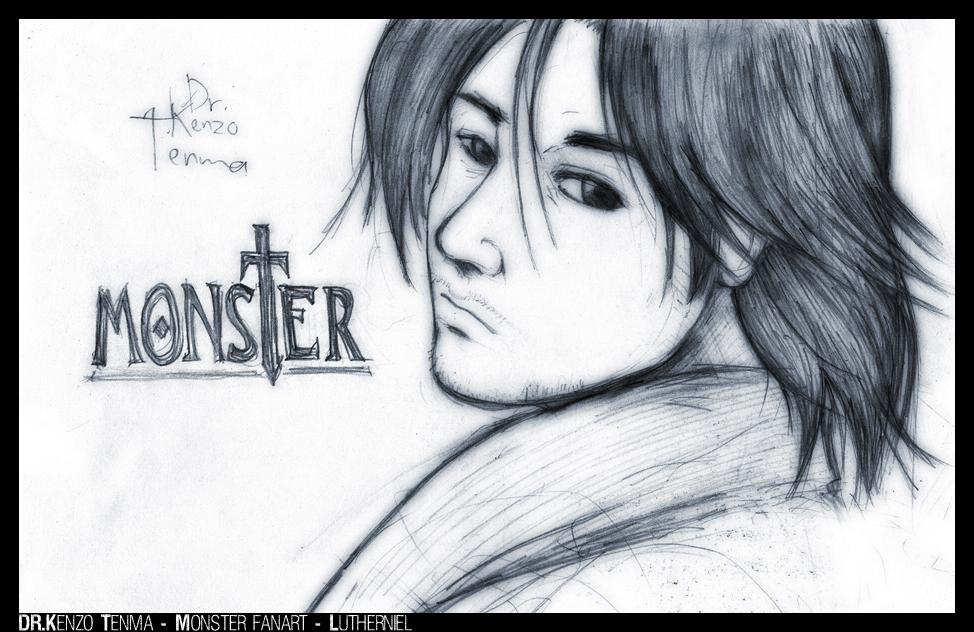 Dr.
Kenzo
Tenma
MONSTER
DR.KENZO TENMA - MONSTER FANART - LUTHERNIEL